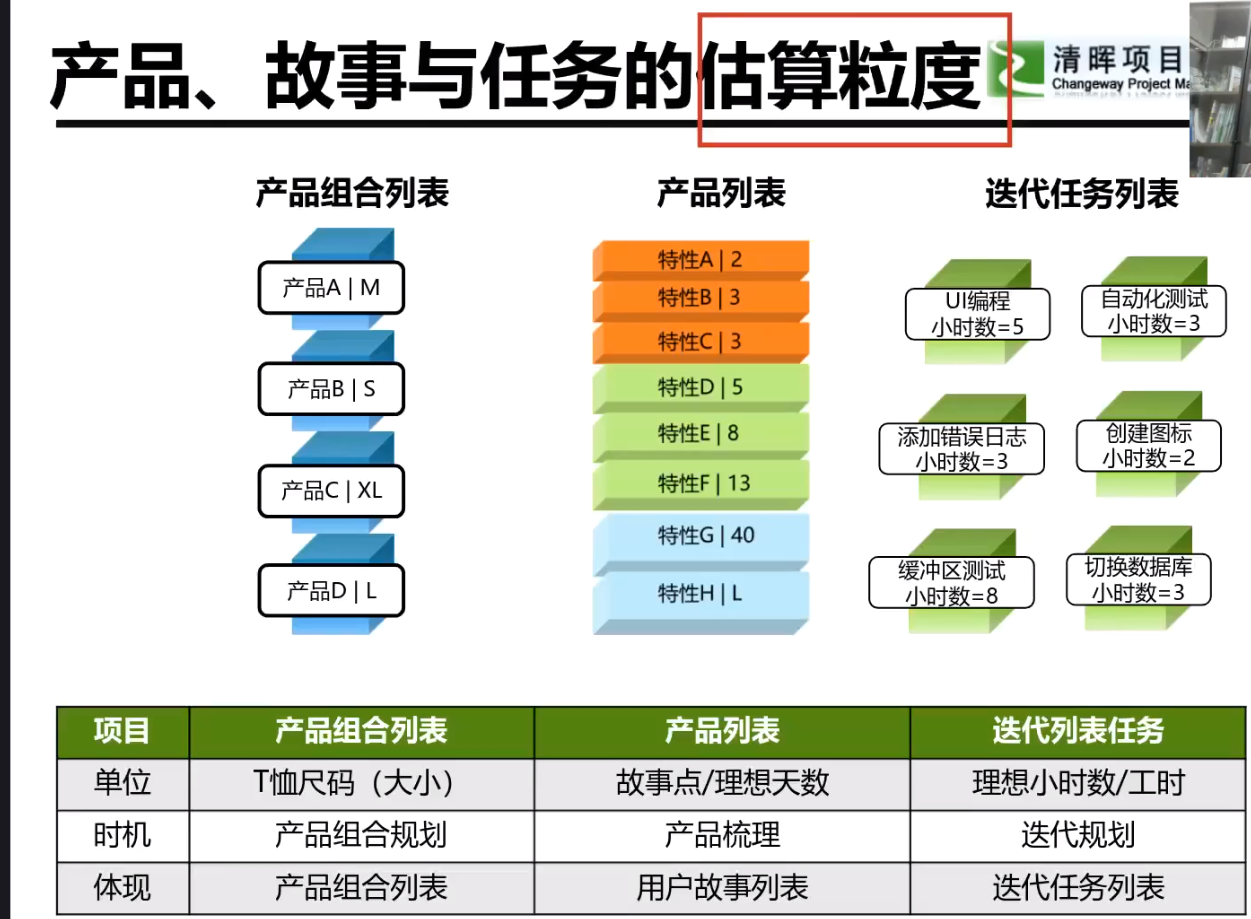 产品、故事与任务的估算粒度
清晖项目
Changeway Project Ma
产品组合列表
产品A | M
产品B | S
产品C | XL
产品D | L
产品列表
特性A | 2
特性B | 3
特性C | 3
特性D | 5
特性E | 8
特性F | 13
特性G | 40
特性H | L
迭代任务列表
UI编程
小时数=5
自动化测试
小时数=3
添加错误日志
小时数=3
创建图标
小时数=2
缓冲区测试
小时数=8
切换数据库
小时数=3
项目 产品组合列表 产品列表 迭代列表任务
单位 T恤尺码（大小） 故事点/理想天数 理想小时数/工时
时机 产品组合规划 产品梳理 迭代规划
体现 产品组合列表 用户故事列表 迭代任务列表